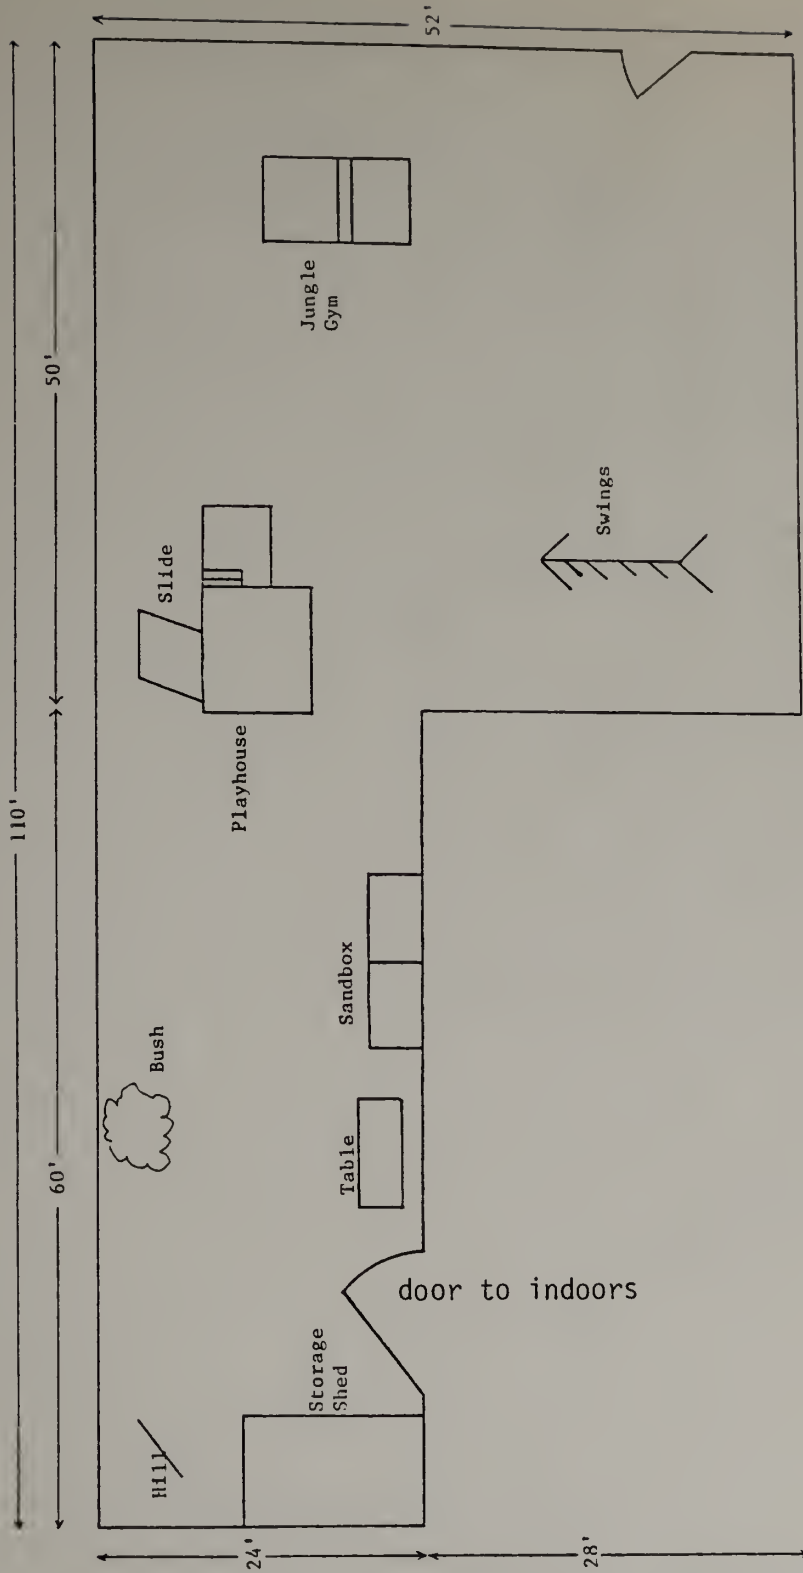 110'
60'
50'
52'
24'
28'
Hill
Storage
Shed
door to indoors
Bush
Table
Sandbox
Playhouse
Slide
Swings
Jungle
Gym